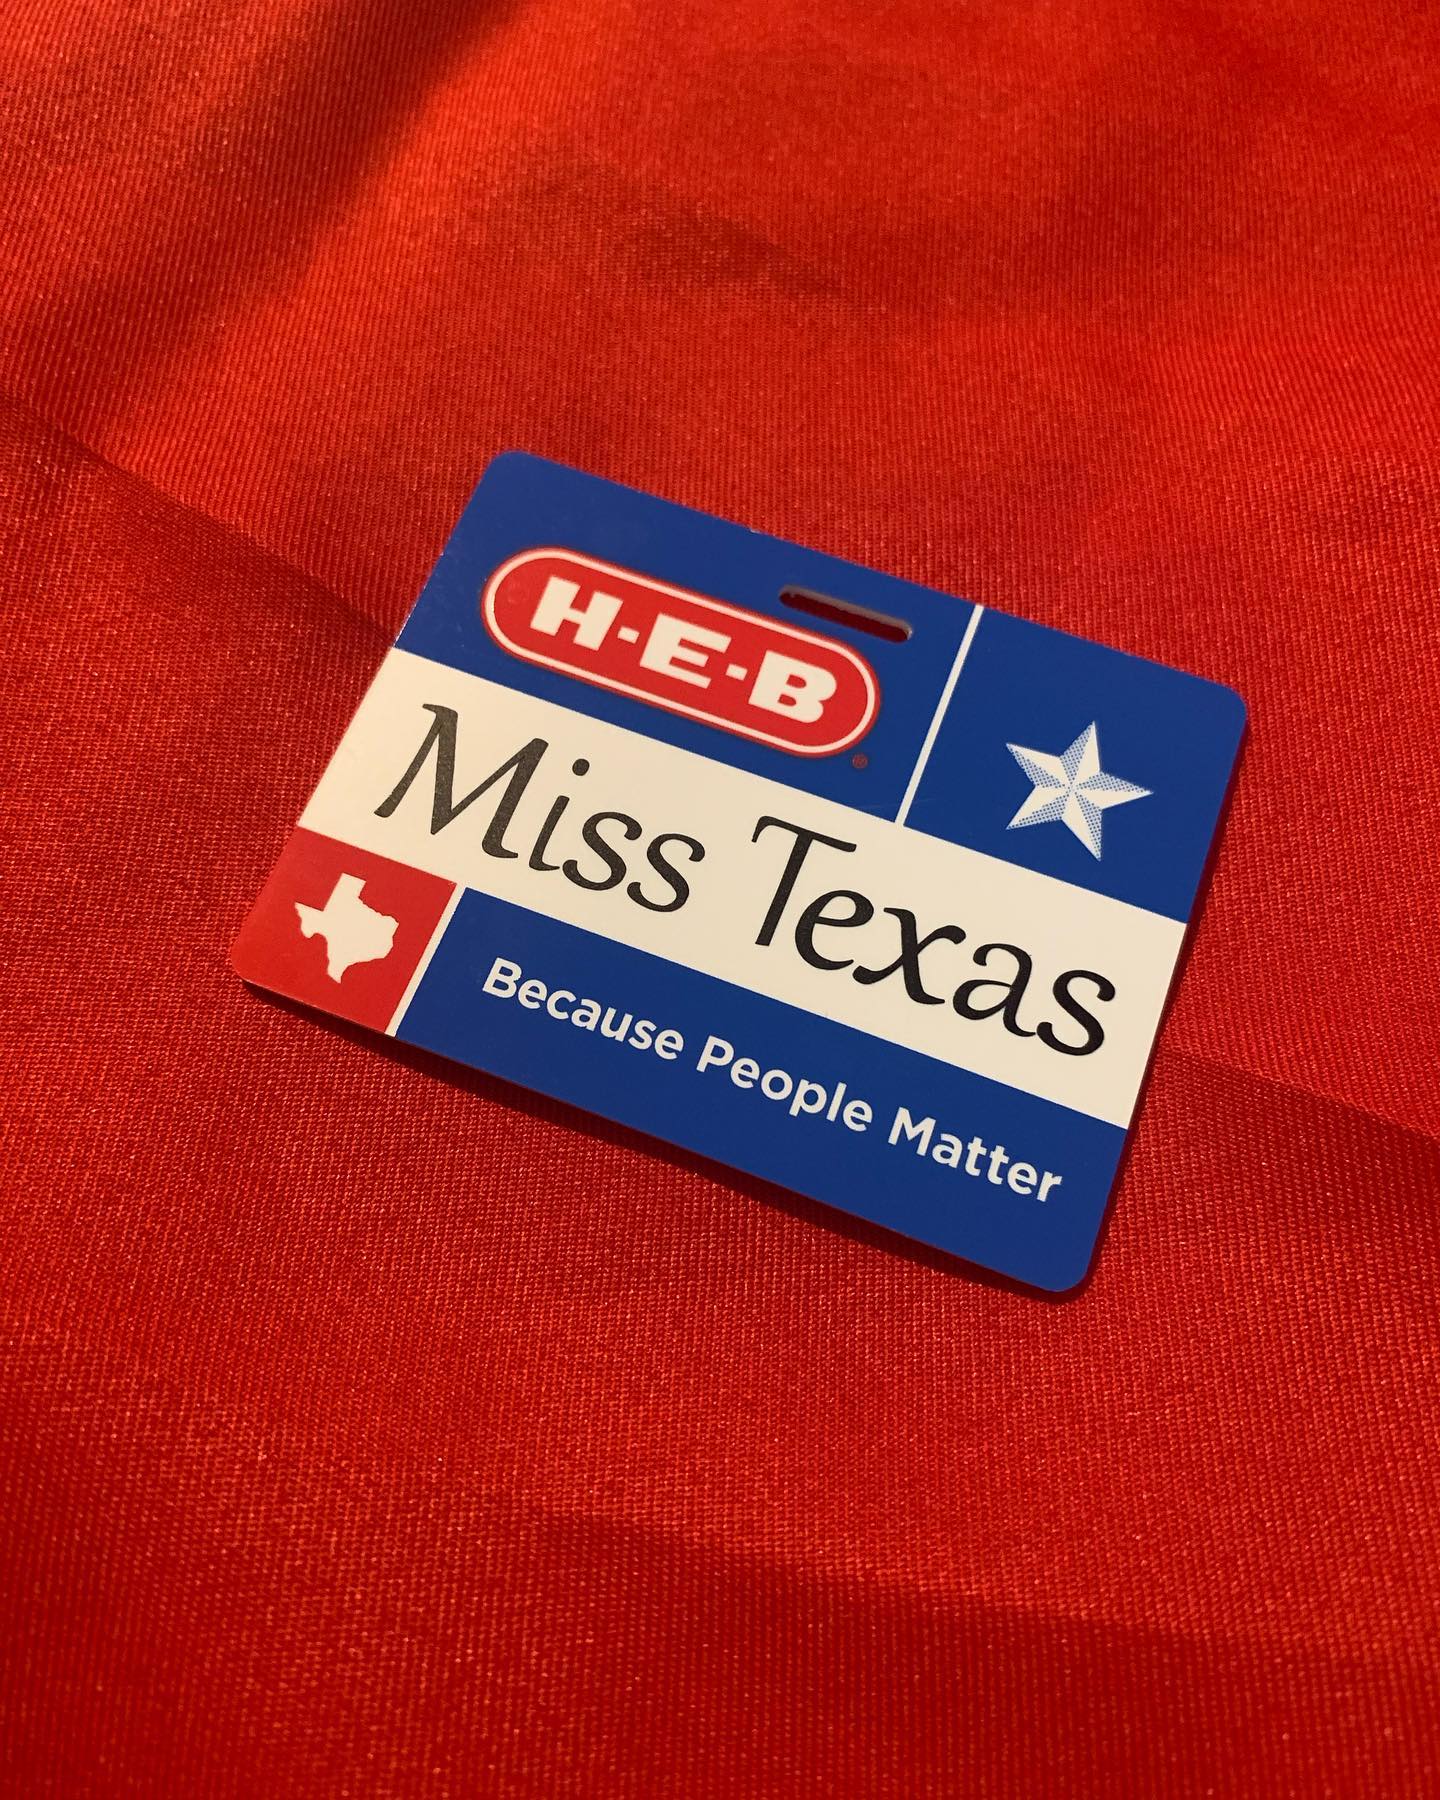 H-E-B
Miss Texas
Because People Matter